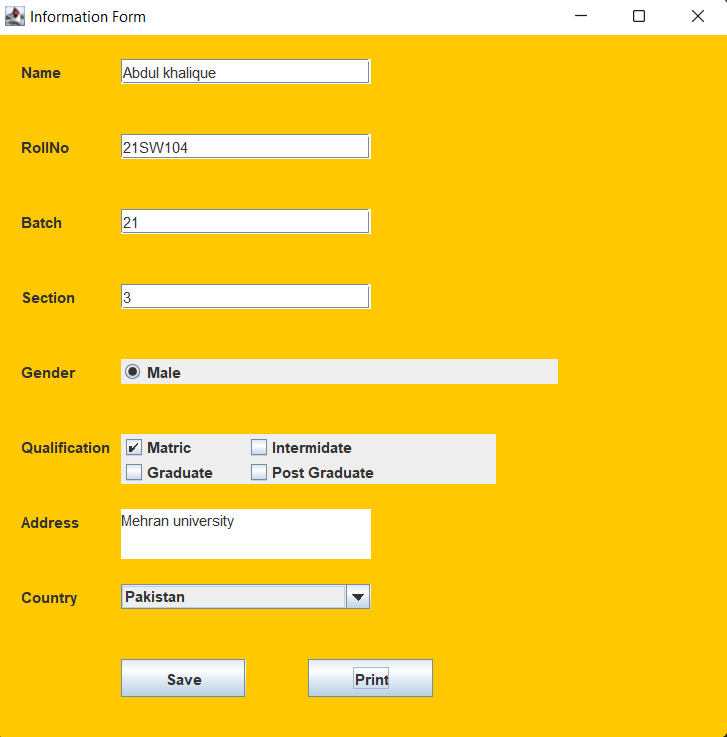 Information Form
Name Abdul khalique
RollNo 21SW104
Batch 21
Section 3
Gender Male
Qualification Matric Intermidate
Graduate Post Graduate
Address Mehran university
Country Pakistan
Save Print